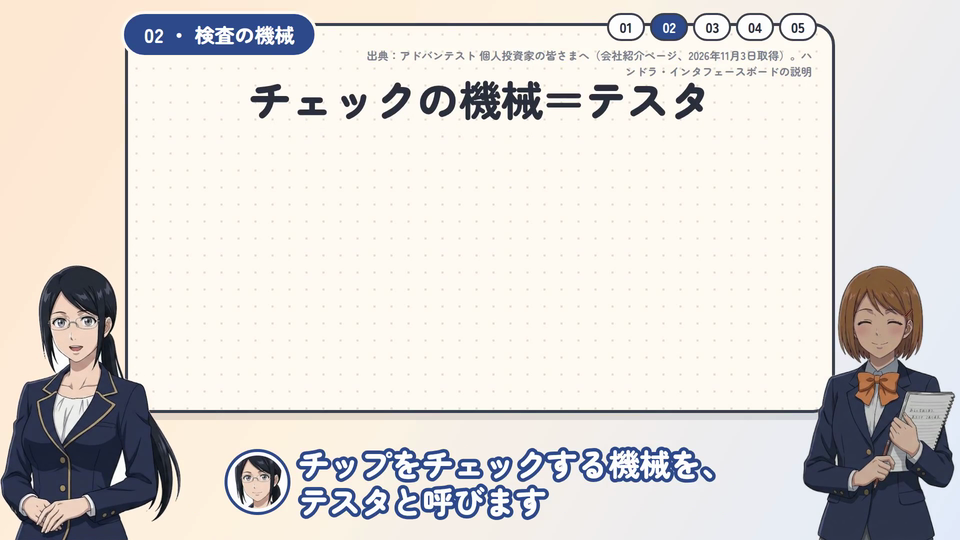 02 ・ 検査の機械
01 02 03 04 05
出典：アドバンテスト 個人投資家の皆さまへ（会社紹介ページ、2026年11月3日取得）。ハ
ンドラ・インタフェースボードの説明
チェックの機械＝テスタ
チップをチェックする機械を、
テスタと呼びます